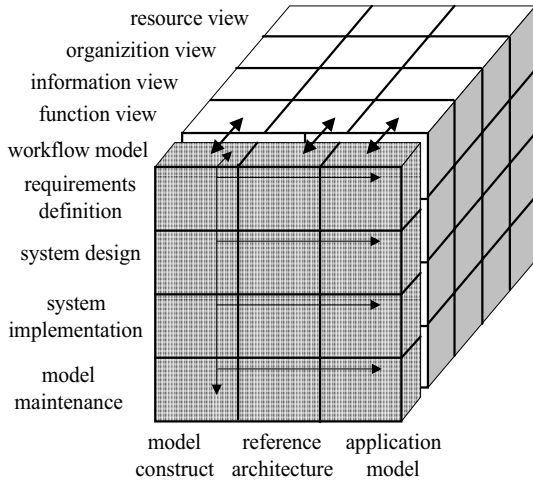 resource view
organizition view
information view
function view
workflow model
requirements
definition
system design
system
implementation
model
maintenance
model
construct
reference
architecture
application
model